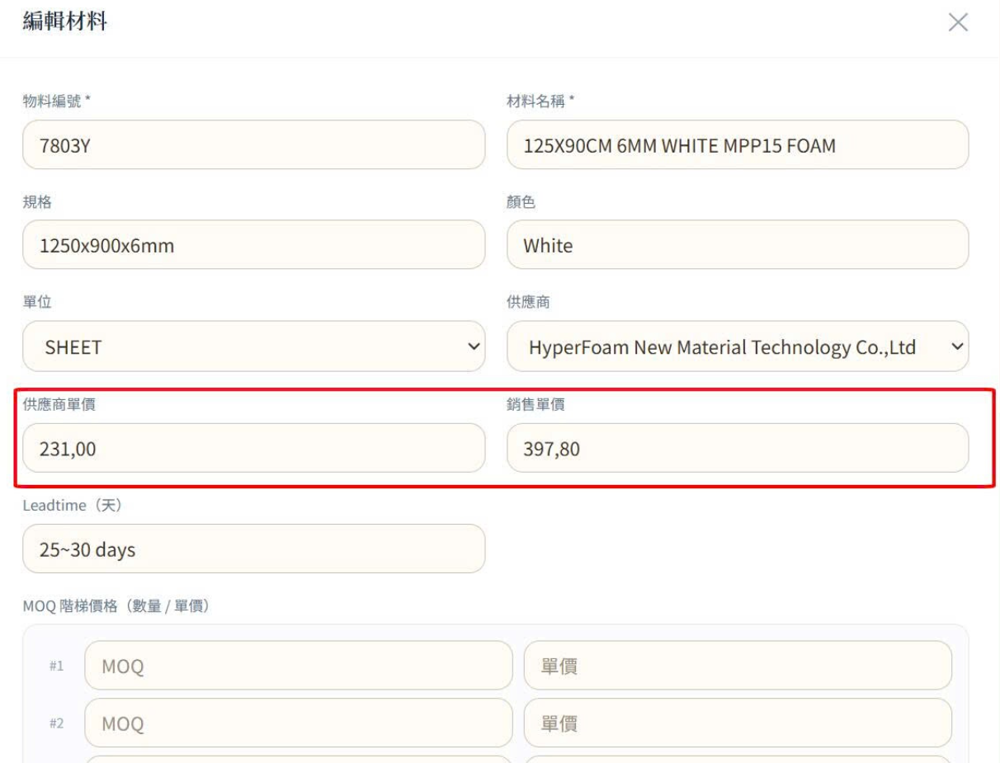 編輯材料
物料編號 *
材料名稱 *
7803Y
125X90CM 6MM WHITE MPP15 FOAM
規格
顏色
1250x900x6mm
White
單位
供應商
SHEET
HyperFoam New Material Technology Co.,Ltd
供應商單價
銷售單價
231,00
397,80
Leadtime（天）
25~30 days
MOQ 階梯價格（數量 / 單價）
#1
MOQ
單價
#2
MOQ
單價